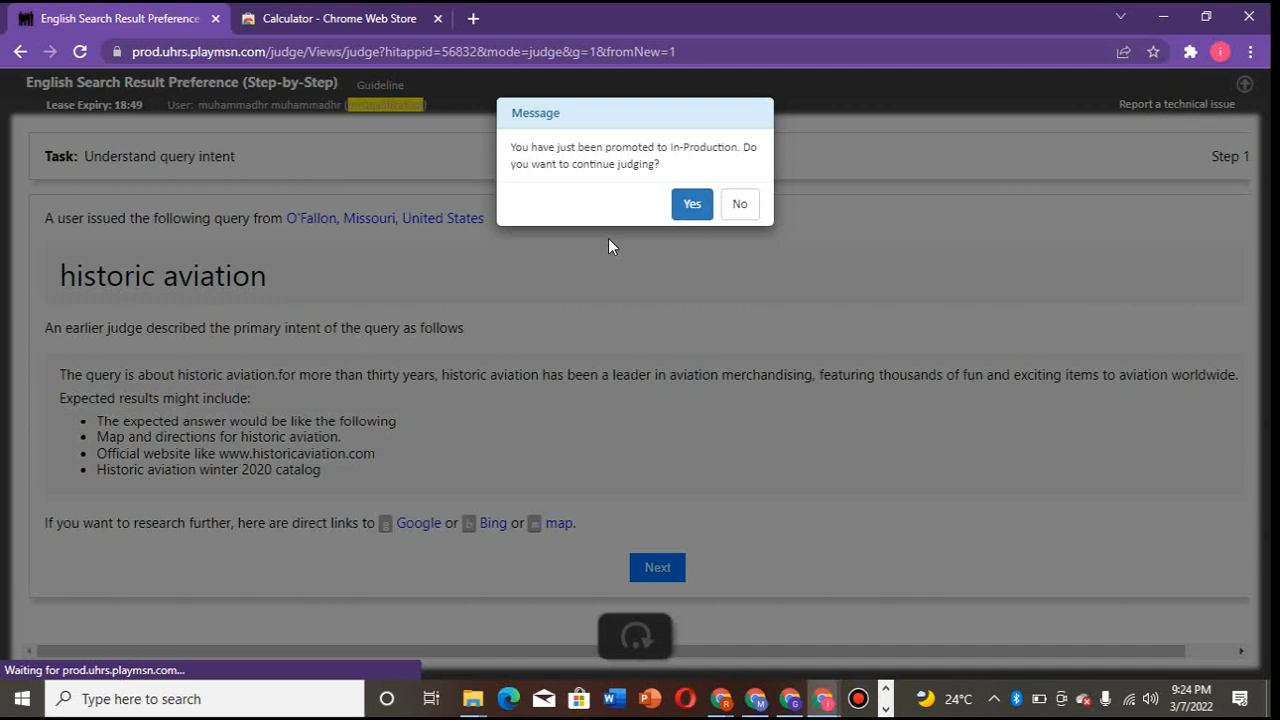 English Search Result Preference
Calculator - Chrome Web Store
prod.uhrs.playmsn.com/judge/Views/judge?hitappid=56832&mode=judge&g=1&fromNew=1
English Search Result Preference (Step-by-Step) Guideline
Lease Expiry: 18:49 User: muhammadhr muhammadhr
Report a technical issue
Message
You have just been promoted to In-Production. Do
you want to continue judging?
Yes No
Task: Understand query intent
Step 1
A user issued the following query from O'Fallon, Missouri, United States
historic aviation
An earlier judge described the primary intent of the query as follows
The query is about historic aviation.for more than thirty years, historic aviation has been a leader in aviation merchandising, featuring thousands of fun and exciting items to aviation worldwide.
Expected results might include:
The expected answer would be like the following
Map and directions for historic aviation.
Official website like www.historicaviation.com
Historic aviation winter 2020 catalog
If you want to research further, here are direct links to g Google or b Bing or m map.
Next
Waiting for prod.uhrs.playmsn.com...
Type here to search
24°C
9:24 PM
3/7/2022